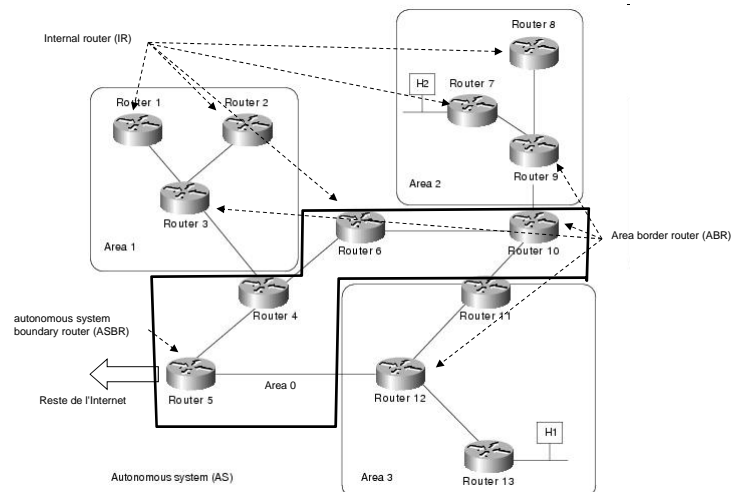 Router 8
Internal router (IR)
H2
Router 7
Router 1
Router 2
Router 9
Area 2
Router 3
Area 1
Router 6
Router 10
Area border router (ABR)
Router 4
Router 11
autonomous system
boundary router (ASBR)
Area 0
Router 5
Router 12
Reste de l'Internet
H1
Router 13
Autonomous system (AS)
Area 3